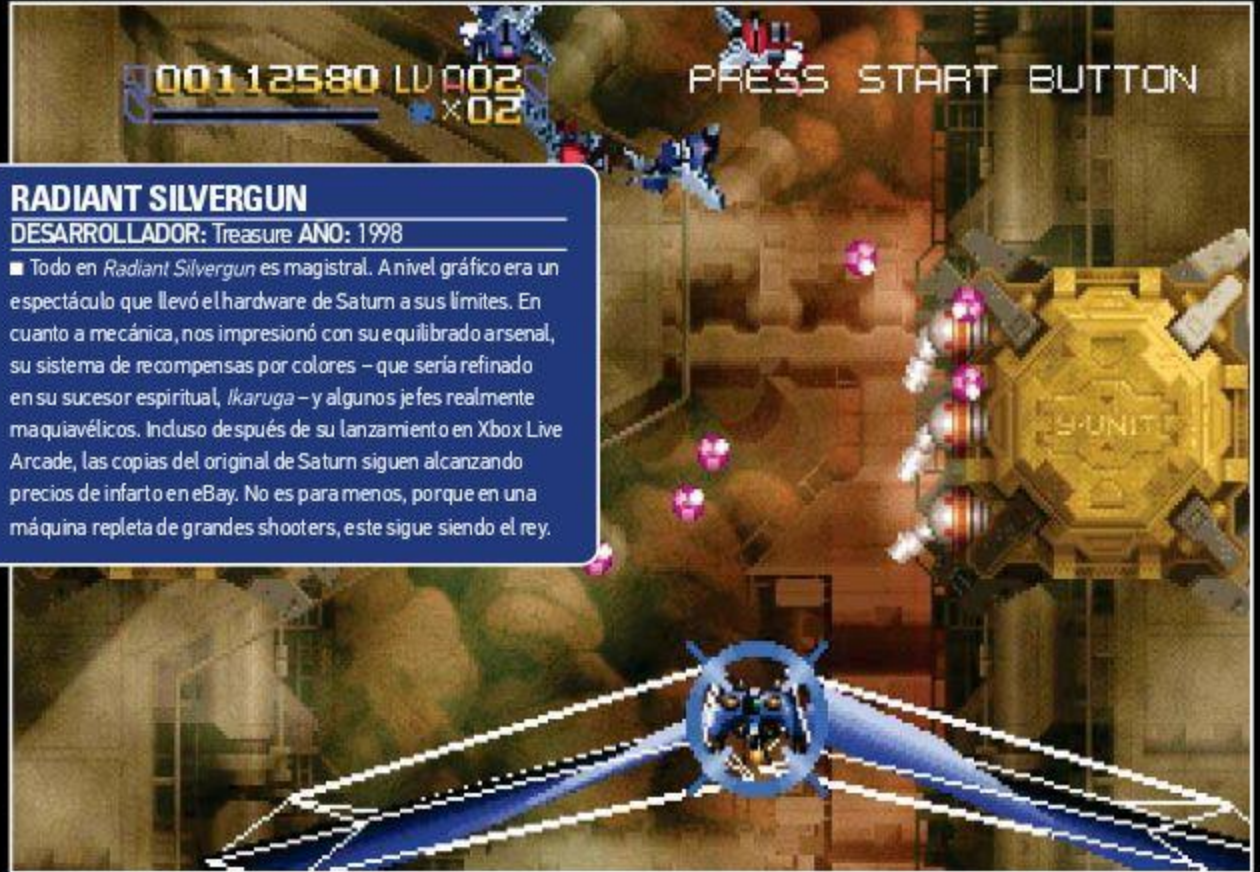 00112580 LV A02
×02
PRESS START BUTTON
RADIANT SILVERGUN
DESARROLLADOR: Treasure AÑO: 1998
■ Todo en Radiant Silvergun es magistral. A nivel gráfico era un
espectáculo que llevó el hardware de Saturn a sus límites. En
cuanto a mecánica, nos impresionó con su equilibrado arsenal,
su sistema de recompensas por colores – que sería refinado
en su sucesor espiritual, Ikaruga – y algunos jefes realmente
maquiavélicos. Incluso después de su lanzamiento en Xbox Live
Arcade, las copias del original de Saturn siguen alcanzando
precios de infarto en eBay. No es para menos, porque en una
máquina repleta de grandes shooters, este sigue siendo el rey.
Y-UNIT